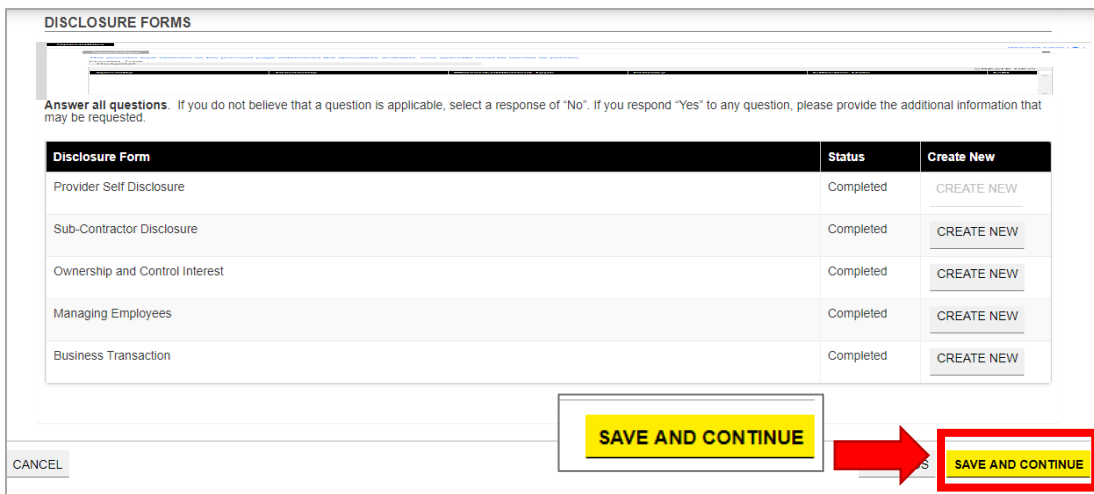 DISCLOSURE FORMS
CREATE NEW
Answer all questions. If you do not believe that a question is applicable, select a response of “No”. If you respond “Yes” to any question, please provide the additional information that
may be requested.
Disclosure Form Status Create New
Provider Self Disclosure Completed CREATE NEW
Sub-Contractor Disclosure Completed CREATE NEW
Ownership and Control Interest Completed CREATE NEW
Managing Employees Completed CREATE NEW
Business Transaction Completed CREATE NEW
SAVE AND CONTINUE
CANCEL SAVE AND CONTINUE